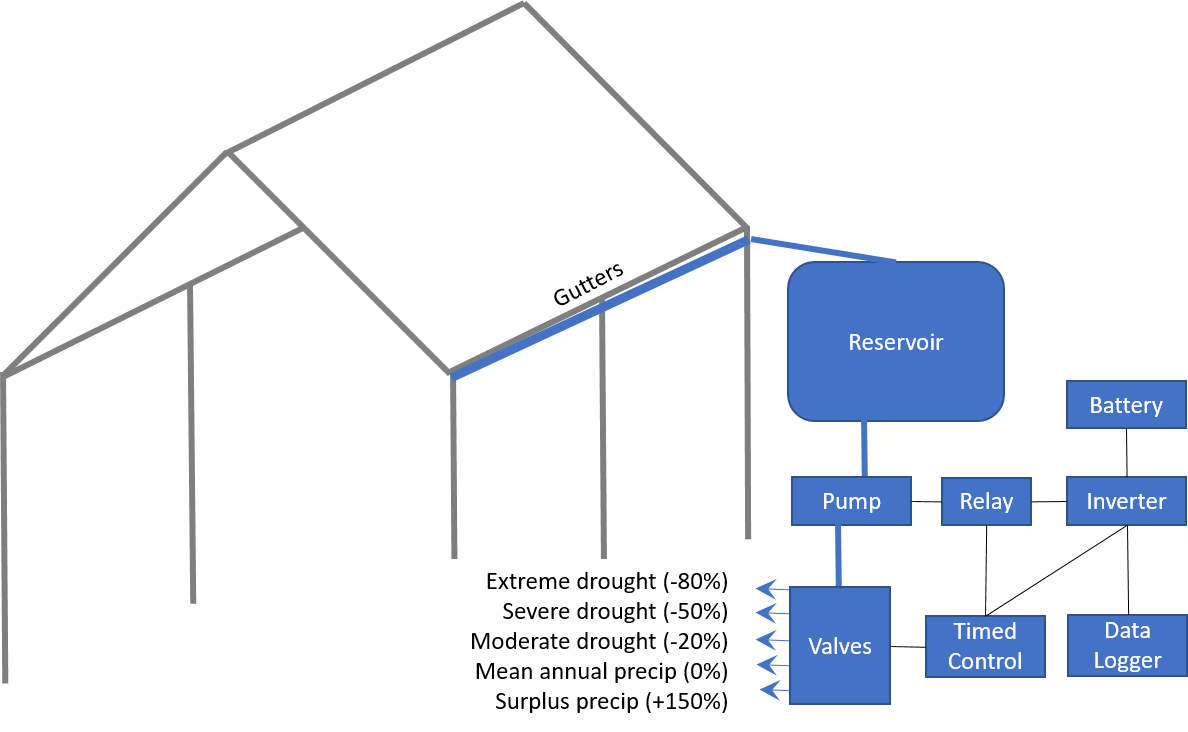 Gutters
Reservoir
Battery
Pump
Relay
Inverter
Extreme drought (-80%)
Severe drought (-50%)
Moderate drought (-20%)
Mean annual precip (0%)
Surplus precip (+150%)
Valves
Timed
Control
Data
Logger